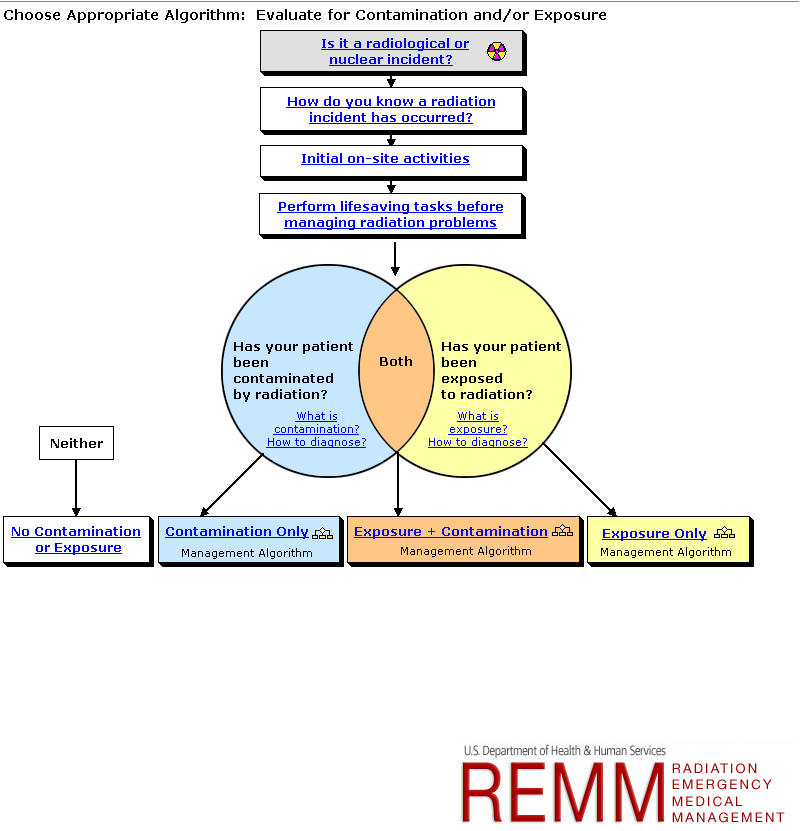 Choose Appropriate Algorithm:  Evaluate for Contamination and/or Exposure
Is it a radiological or
nuclear incident?
How do you know a radiation
incident has occurred?
Initial on-site activities
Perform lifesaving tasks before
managing radiation problems
Has your patient
been
contaminated
by radiation?
What is
contamination?
How to diagnose?
Both
Has your patient
been
exposed
to radiation?
What is
exposure?
How to diagnose?
Neither
No Contamination
or Exposure
Contamination Only
Management Algorithm
Exposure + Contamination
Management Algorithm
Exposure Only
Management Algorithm
U.S. Department of Health & Human Services
REMM
RADIATION
EMERGENCY
MEDICAL
MANAGEMENT